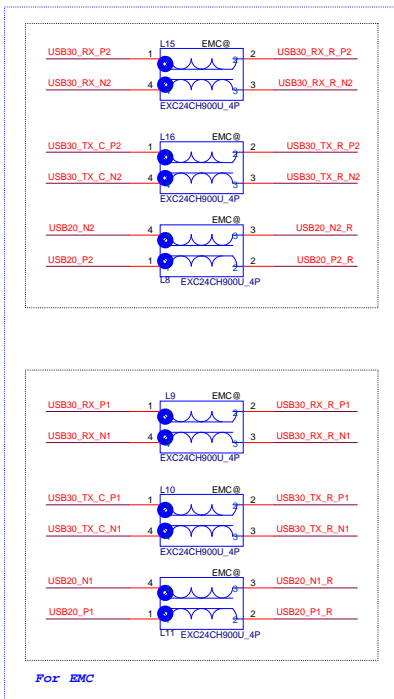 L15 EMC@
USB30_RX_P2 1 2 USB30_RX_R_P2
USB30_RX_N2 4 3 USB30_RX_R_N2
EXC24CH900U_4P
L16 EMC@
USB30_TX_C_P2 1 2 USB30_TX_R_P2
USB30_TX_C_N2 4 3 USB30_TX_R_N2
EXC24CH900U_4P
EMC@
USB20_N2 4 3 USB20_N2_R
USB20_P2 1 2 USB20_P2_R
L8 EXC24CH900U_4P
L9 EMC@
USB30_RX_P1 1 2 USB30_RX_R_P1
USB30_RX_N1 4 3 USB30_RX_R_N1
EXC24CH900U_4P
L10 EMC@
USB30_TX_C_P1 1 2 USB30_TX_R_P1
USB30_TX_C_N1 4 3 USB30_TX_R_N1
EXC24CH900U_4P
EMC@
USB20_N1 4 3 USB20_N1_R
USB20_P1 1 2 USB20_P1_R
L11 EXC24CH900U_4P
For EMC